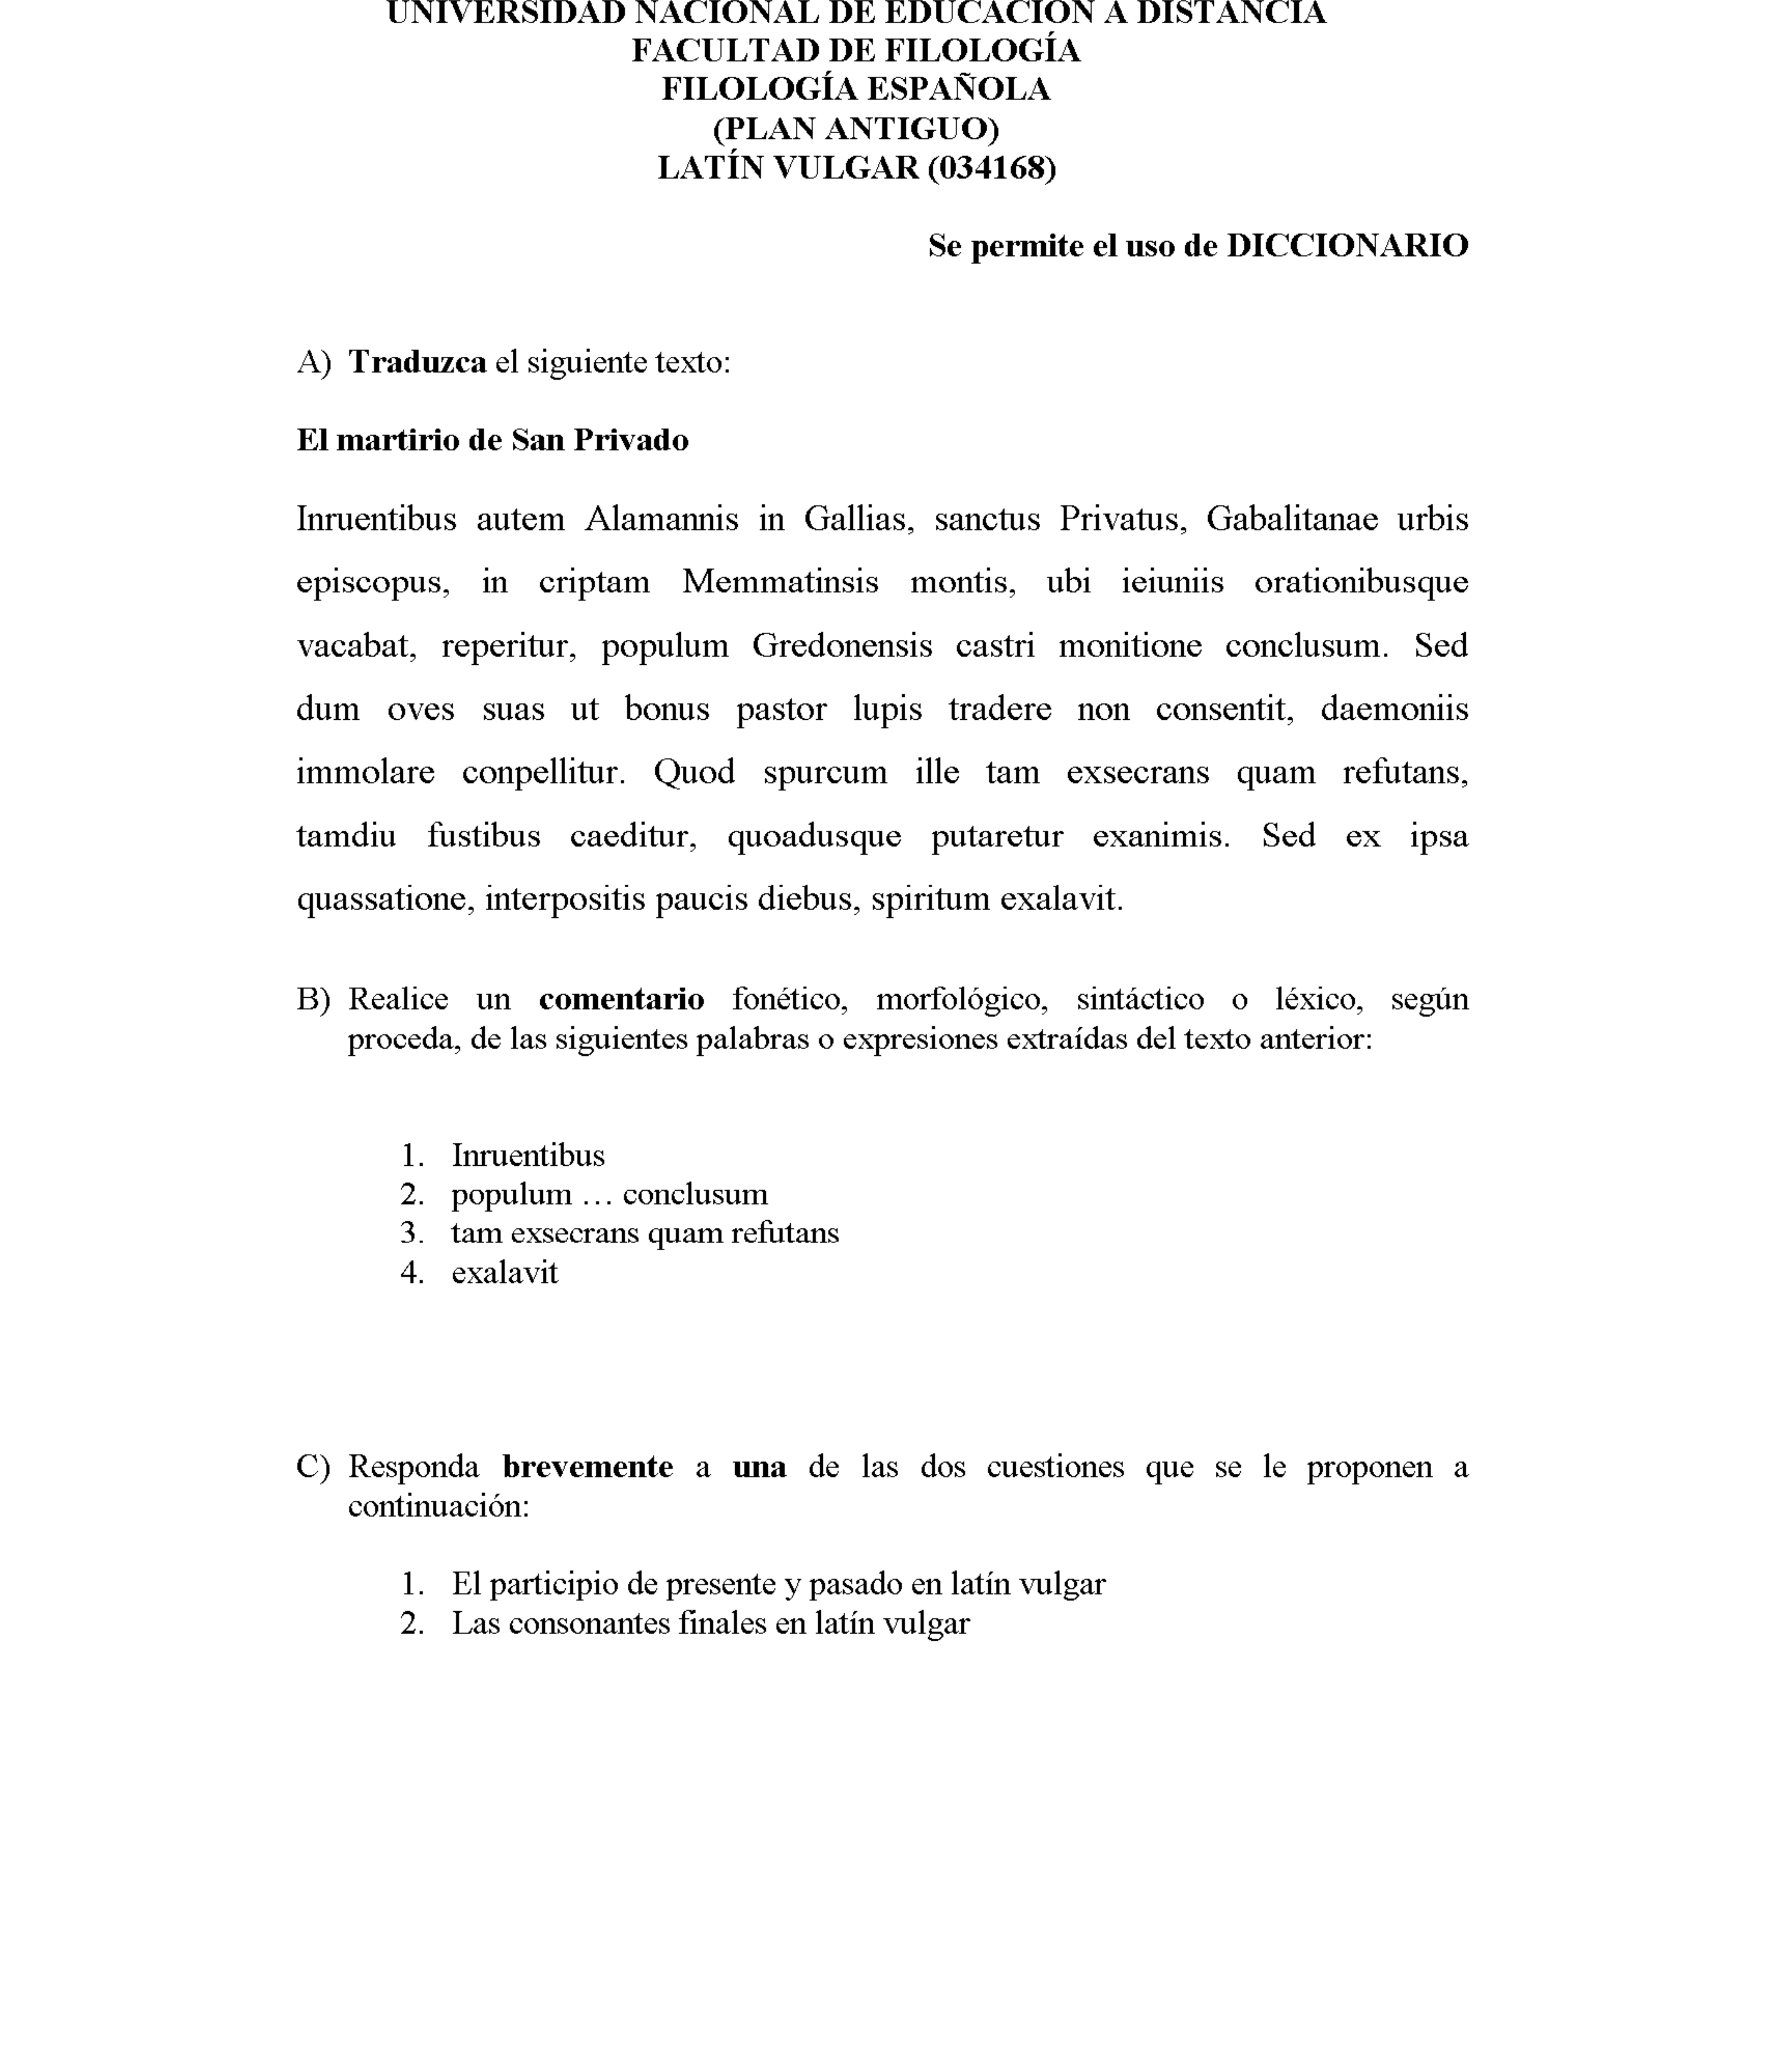 UNIVERSIDAD NACIONAL DE EDUCACIÓN A DISTANCIA
FACULTAD DE FILOLOGÍA
FILOLOGÍA ESPAÑOLA
(PLAN ANTIGUO)
LATÍN VULGAR (034168)
Se permite el uso de DICCIONARIO
A) Traduzca el siguiente texto:
El martirio de San Privado
Inruentibus autem Alamannis in Gallias, sanctus Privatus, Gabalitanae urbis
episcopus, in criptam Memmatinsis montis, ubi ieiuniis orationibusque
vacabat, reperitur, populum Gredonensis castri monitione conclusum. Sed
dum oves suas ut bonus pastor lupis tradere non consentit, daemoniis
immolare conpellitur. Quod spurcum ille tam exsecrans quam refutans,
tamdiu fustibus caeditur, quoadusque putaretur exanimis. Sed ex ipsa
quassatione, interpositis paucis diebus, spiritum exalavit.
B) Realice un comentario fonético, morfológico, sintáctico o léxico, según
proceda, de las siguientes palabras o expresiones extraídas del texto anterior:
1. Inruentibus
2. populum … conclusum
3. tam exsecrans quam refutans
4. exalavit
C) Responda brevemente a una de las dos cuestiones que se le proponen a
continuación:
1. El participio de presente y pasado en latín vulgar
2. Las consonantes finales en latín vulgar